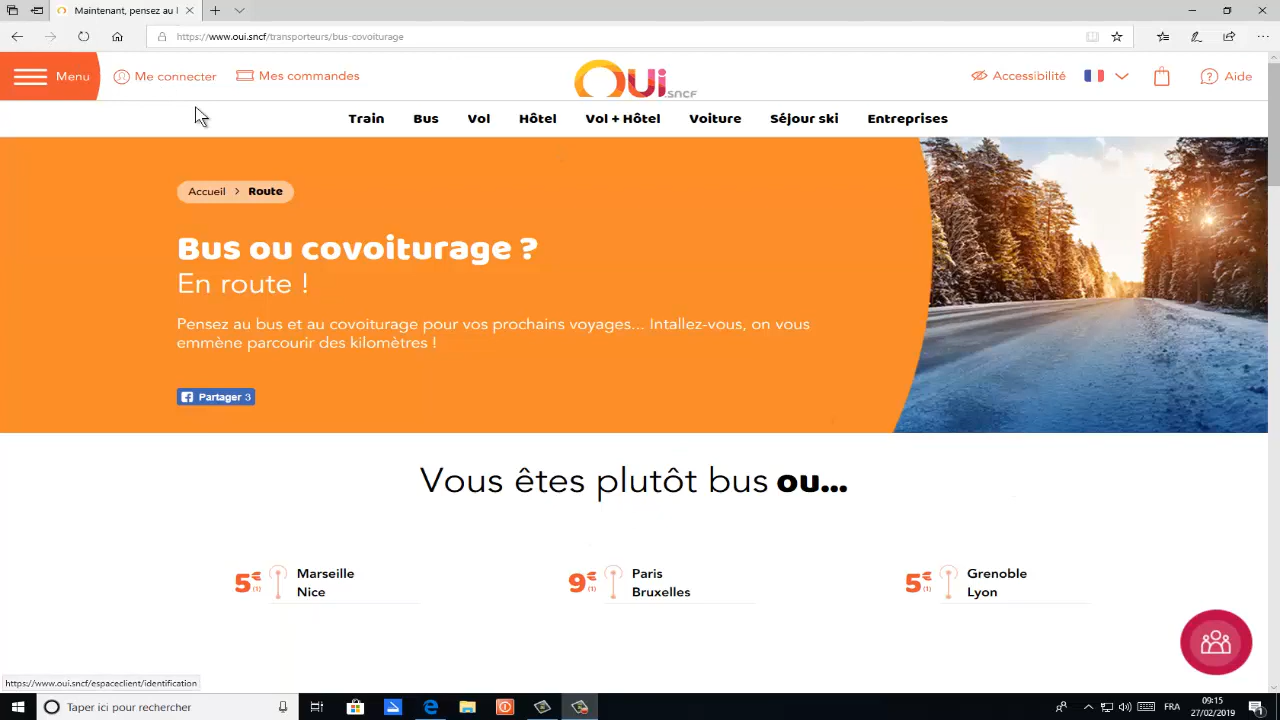 Maintenant, pensez au
https://www.oui.sncf/transporteurs/bus-covoiturage
Menu
Me connecter
Mes commandes
OUi
.SNCF
Accessibilité
Aide
Train
Bus
Vol
Hôtel
Vol + Hôtel
Voiture
Séjour ski
Entreprises
Accueil > Route
Bus ou covoiturage ?
En route !
Pensez au bus et au covoiturage pour vos prochains voyages... Intallez-vous, on vous
emmène parcourir des kilomètres !
Partager 3
Vous êtes plutôt bus ou...
5€ (1)
Marseille
Nice
9€ (1)
Paris
Bruxelles
5€ (1)
Grenoble
Lyon
https://www.oui.sncf/espaceclient/identification
Taper ici pour rechercher
FRA
09:15
27/02/2019